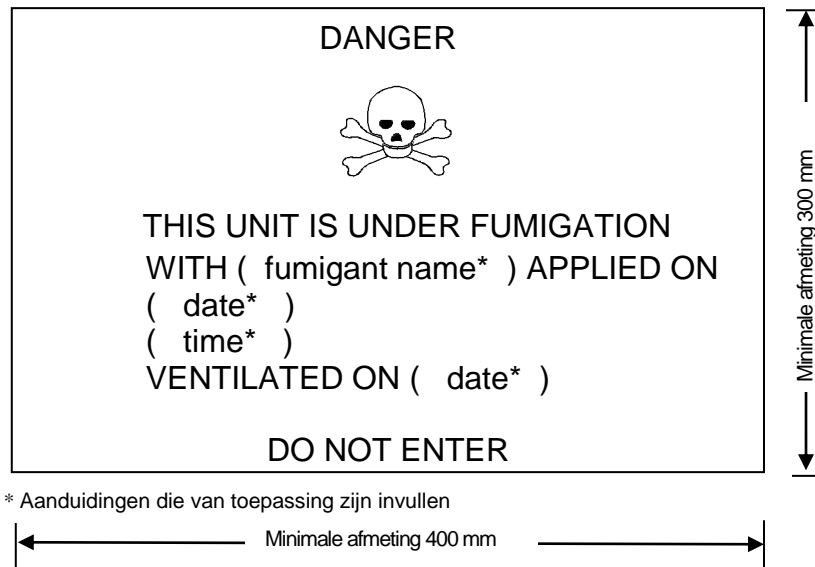 DANGER
THIS UNIT IS UNDER FUMIGATION
WITH ( fumigant name* ) APPLIED ON
( date* )
( time* )
VENTILATED ON ( date* )
DO NOT ENTER
Minimale afmeting 300 mm
* Aanduidingen die van toepassing zijn invullen
Minimale afmeting 400 mm